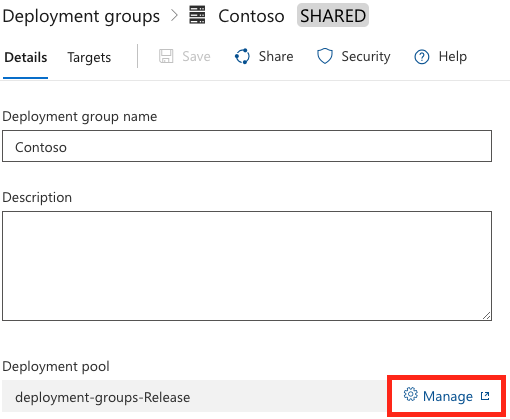 Deployment groups > Contoso SHARED
Details Targets Save Share Security Help
Deployment group name
Contoso
Description
Deployment pool
deployment-groups-Release Manage